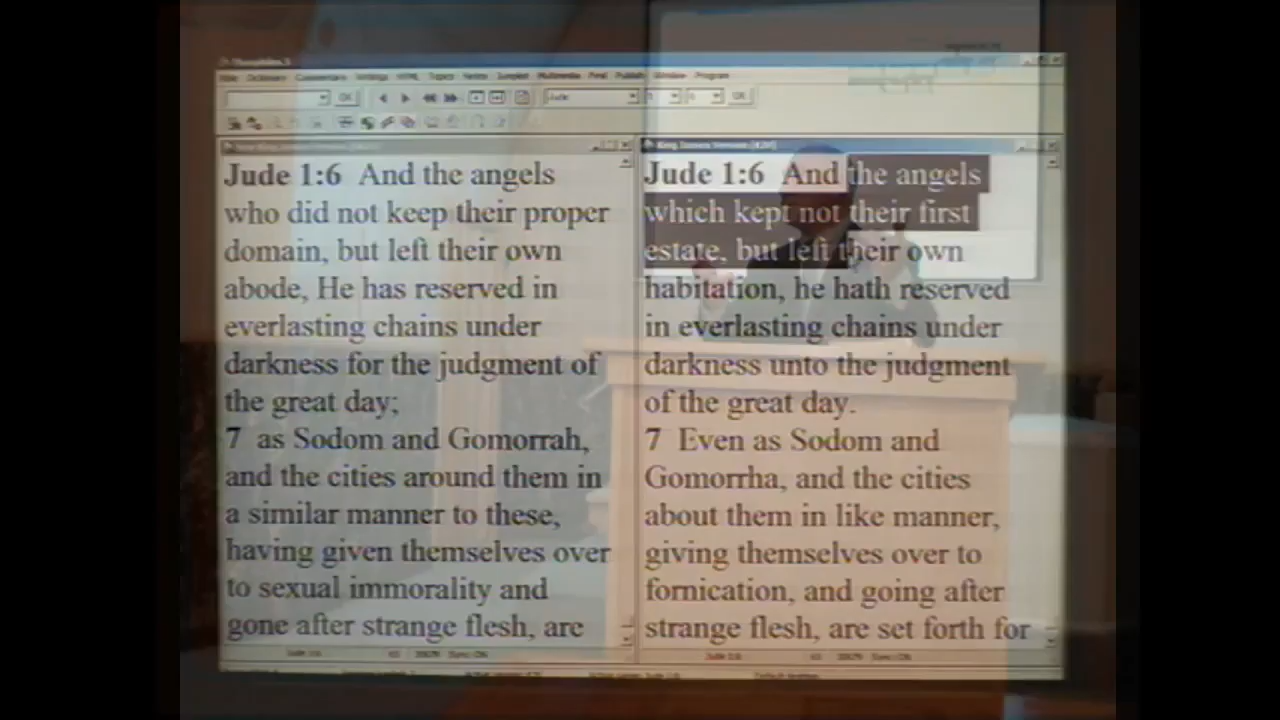 Jude 1:6 And the angels
who did not keep their proper
domain, but left their own
abode, He has reserved in
everlasting chains under
darkness for the judgment of
the great day;
7 as Sodom and Gomorrah,
and the cities around them in
a similar manner to these,
having given themselves over
to sexual immorality and
gone after strange flesh, are
King James Version
Jude 1:6 And the angels
which kept not their first
estate, but left their own
habitation, he hath reserved
in everlasting chains under
darkness unto the judgment
of the great day.
7 Even as Sodom and
Gomorrha, and the cities
about them in like manner,
giving themselves over to
fornication, and going after
strange flesh, are set forth for